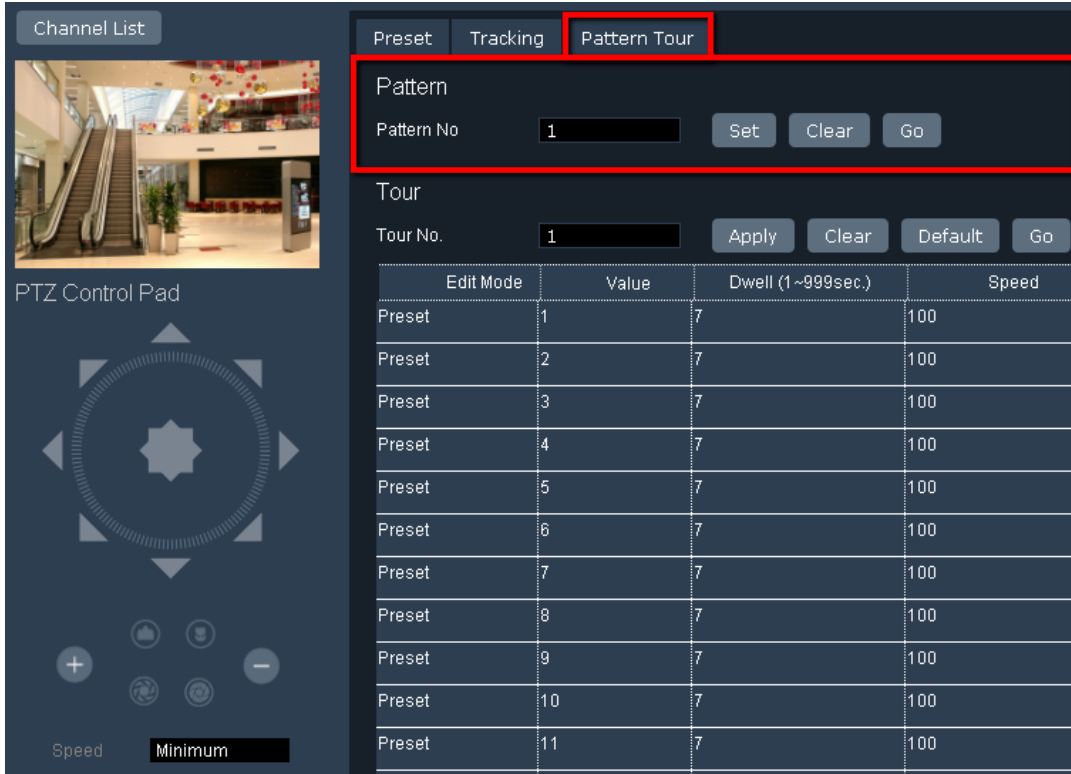 Channel List
Preset Tracking Pattern Tour
Pattern
Pattern No 1 Set Clear Go
Tour
Tour No. 1 Apply Clear Default Go
Edit Mode Value Dwell (1~999sec.) Speed
PTZ Control Pad
Preset 1 7 100
Preset 2 7 100
Preset 3 7 100
Preset 4 7 100
Preset 5 7 100
Preset 6 7 100
Preset 7 7 100
Preset 8 7 100
Preset 9 7 100
Preset 10 7 100
Preset 11 7 100
Speed Minimum